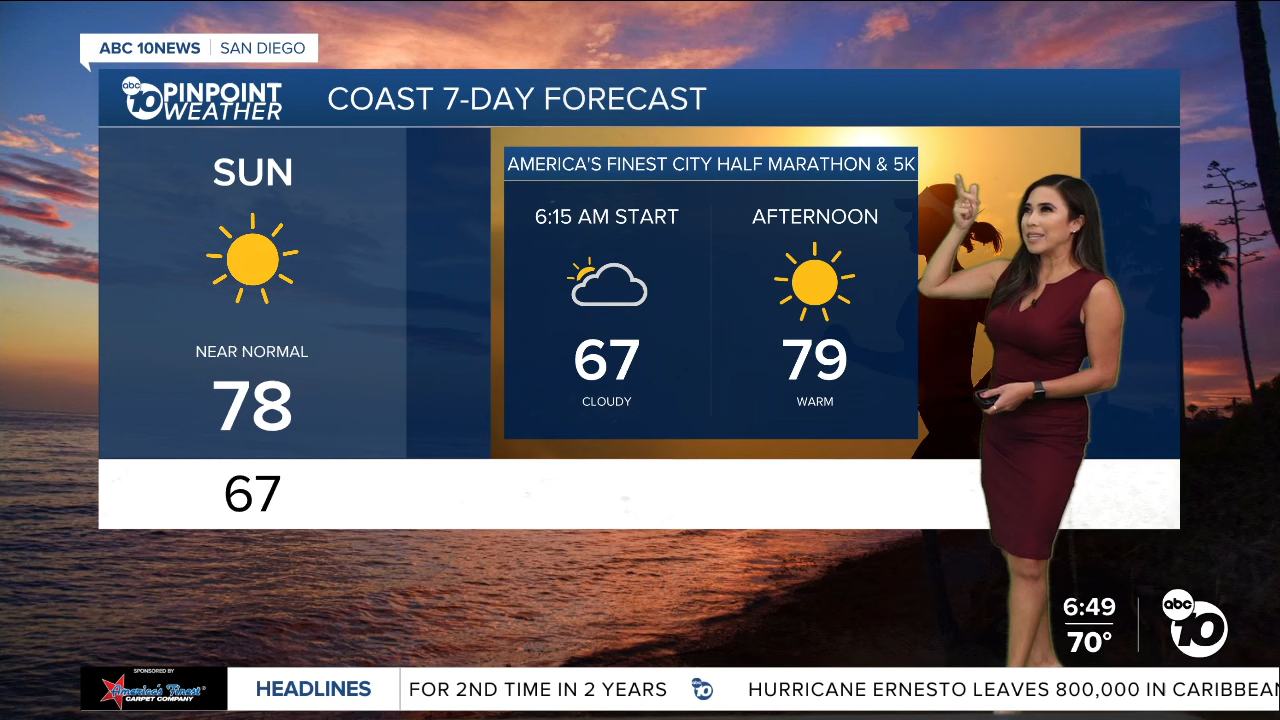 ABC 10NEWS SAN DIEGO
abc 10 PINPOINT WEATHER
COAST 7-DAY FORECAST
SUN
NEAR NORMAL
78
67
AMERICA'S FINEST CITY HALF MARATHON & 5K
6:15 AM START
67
CLOUDY
AFTERNOON
79
WARM
6:49
70°
abc 10
SPONSORED BY
America's Finest
CARPET COMPANY
HEADLINES
FOR 2ND TIME IN 2 YEARS abc 10 HURRICANE ERNESTO LEAVES 800,000 IN CARIBBEAN